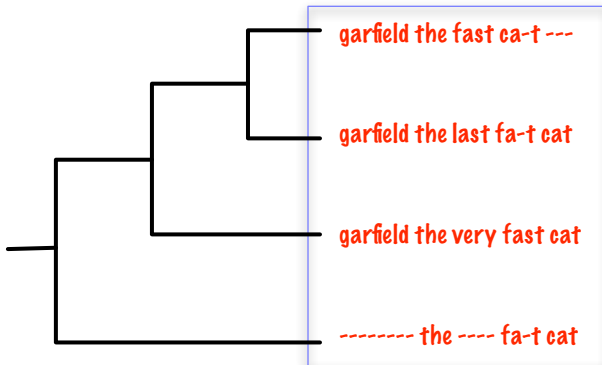 garfield the fast ca-t ---
garfield the last fa-t cat
garfield the very fast cat
-------- the ---- fa-t cat